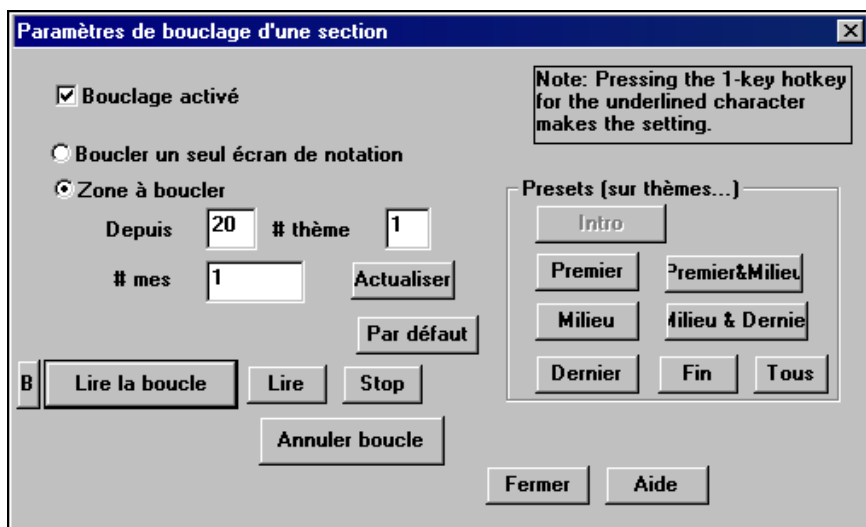 Paramètres de bouclage d'une section
Bouclage activé
Note: Pressing the 1-key hotkey
for the underlined character
makes the setting.
Boucler un seul écran de notation
Zone à boucler
Depuis 20 # thème 1
# mes 1 Actualiser
Par défaut
B Lire la boucle Lire Stop
Annuler boucle
Presets (sur thèmes...)
Intro
Premier Premier&Milieu
Milieu Milieu & Dernie
Dernier Fin Tous
Fermer Aide